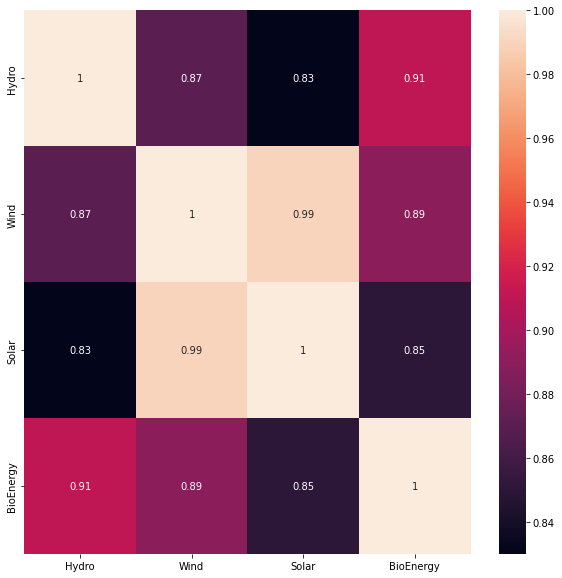 Hydro 1 0.87 0.83 0.91
Wind 0.87 1 0.99 0.89
Solar 0.83 0.99 1 0.85
BioEnergy 0.91 0.89 0.85 1
Hydro Wind Solar BioEnergy
1.00
0.98
0.96
0.94
0.92
0.90
0.88
0.86
0.84